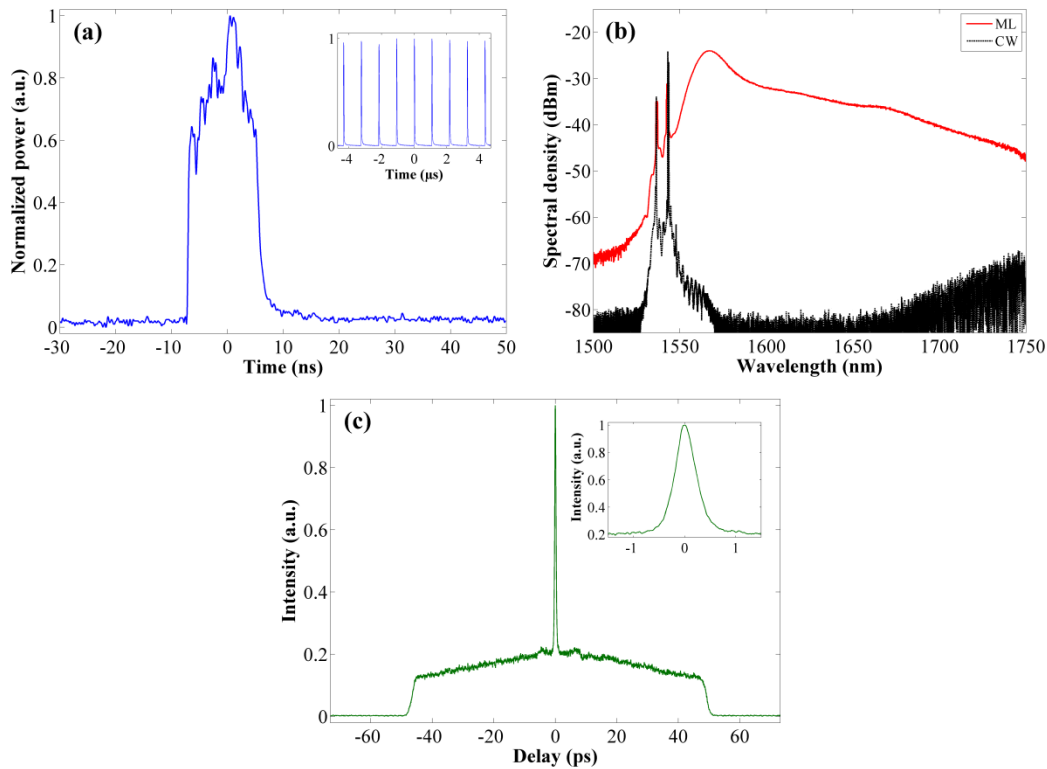 (a)
Normalized power (a.u.)
1
0.8
0.6
0.4
0.2
0
-30 -20 -10 0 10 20 30 40 50
Time (ns)
1
0
-4 -3 -2 -1 0 1 2 3 4
Time (µs)
(b)
Spectral density (dBm)
-20
-30
-40
-50
-60
-70
-80
1500 1550 1600 1650 1700 1750
Wavelength (nm)
ML
CW
(c)
Intensity (a.u.)
1
0.8
0.6
0.4
0.2
0
-60 -40 -20 0 20 40 60
Delay (ps)
Intensity (a.u.)
1
0.8
0.6
0.4
0.2
-1 0 1